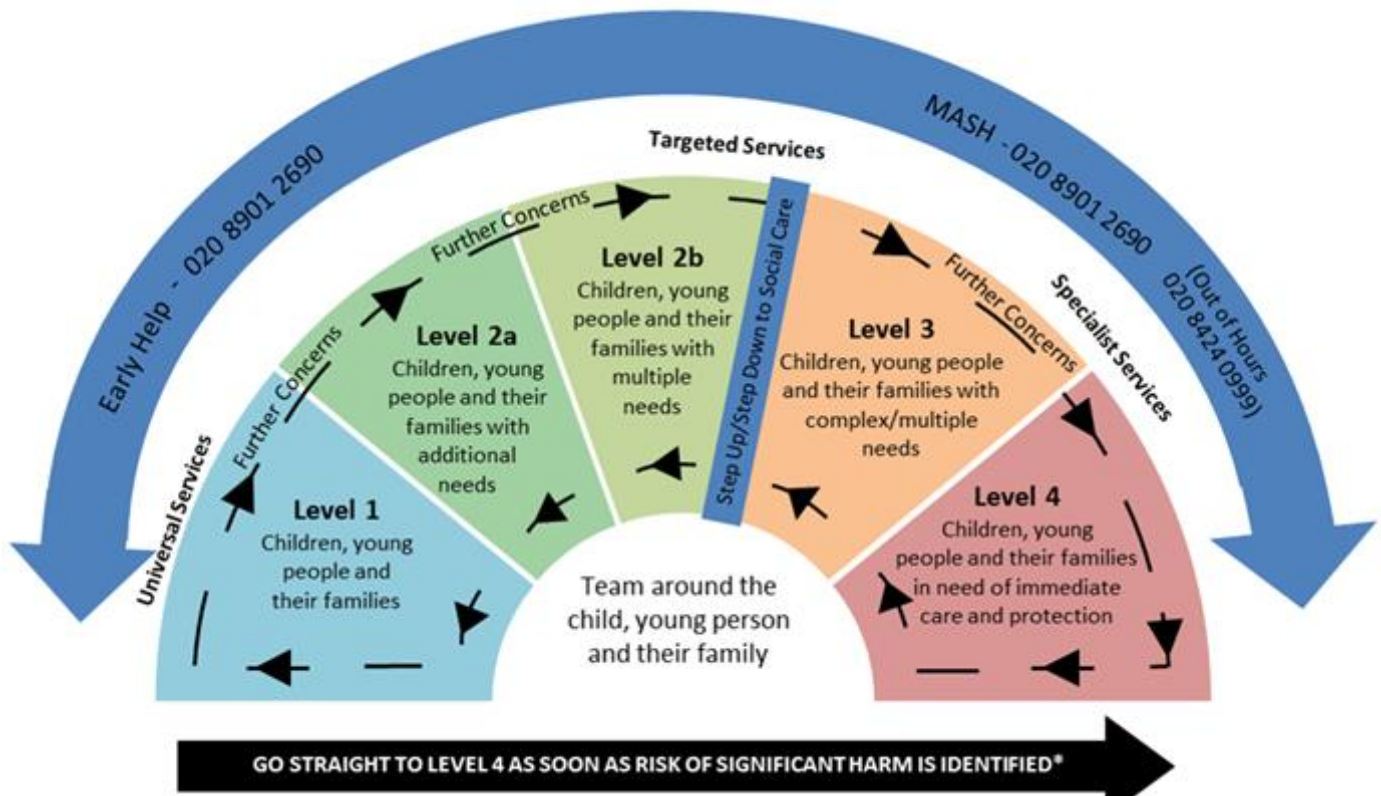 Early Help - 020 8901 2690
MASH - 020 8901 2690
(Out of Hours
020 8424 0999)
Universal Services
Targeted Services
Specialist Services
Further Concerns
Further Concerns
Further Concerns
Level 1
Children, young
people and
their families
Level 2a
Children, young
people and their
families with
additional
needs
Level 2b
Children, young
people and their
families with
multiple
needs
Step Up/Step Down to Social Care
Level 3
Children, young people
and their families with
complex/multiple
needs
Level 4
Children, young
people and their families
in need of immediate
care and protection
Team around the
child, young person
and their family
GO STRAIGHT TO LEVEL 4 AS SOON AS RISK OF SIGNIFICANT HARM IS IDENTIFIED*